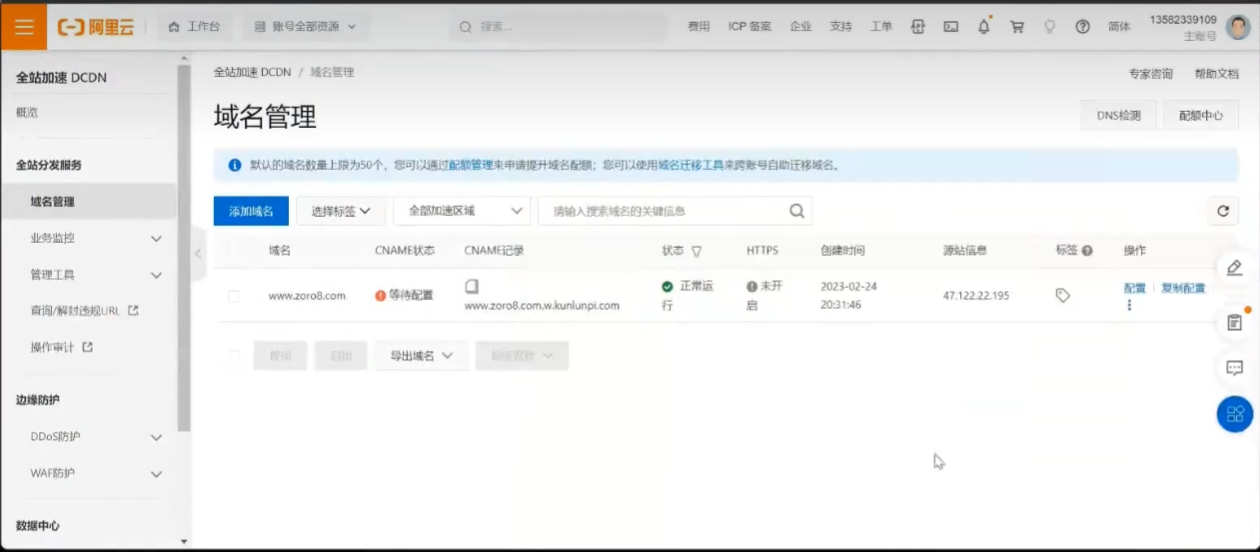 阿里云
工作台
账号全部资源
搜索...
费用
ICP 备案
企业
支持
工单
简体
13582339109
主账号
全站加速 DCDN
概览
全站分发服务
域名管理
业务监控
管理工具
查询/解封违规URL
操作审计
边缘防护
DDoS防护
WAF防护
数据中心
全站加速 DCDN / 域名管理
专家咨询
帮助文档
域名管理
DNS检测
配额中心
默认的域名数量上限为50个，您可以通过配额管理来申请提升域名配额；您可以使用域名迁移工具来跨账号自助迁移域名。
添加域名
选择标签
全部加速区域
请输入搜索域名的关键信息
域名
CNAME状态
CNAME记录
状态
HTTPS
创建时间
源站信息
标签
操作
www.zoro8.com
等待配置
www.zoro8.com.w.kunlunpi.com
正常运
行
未开
启
2023-02-24
20:31:46
47.122.22.195
配置
复制配置
导出域名